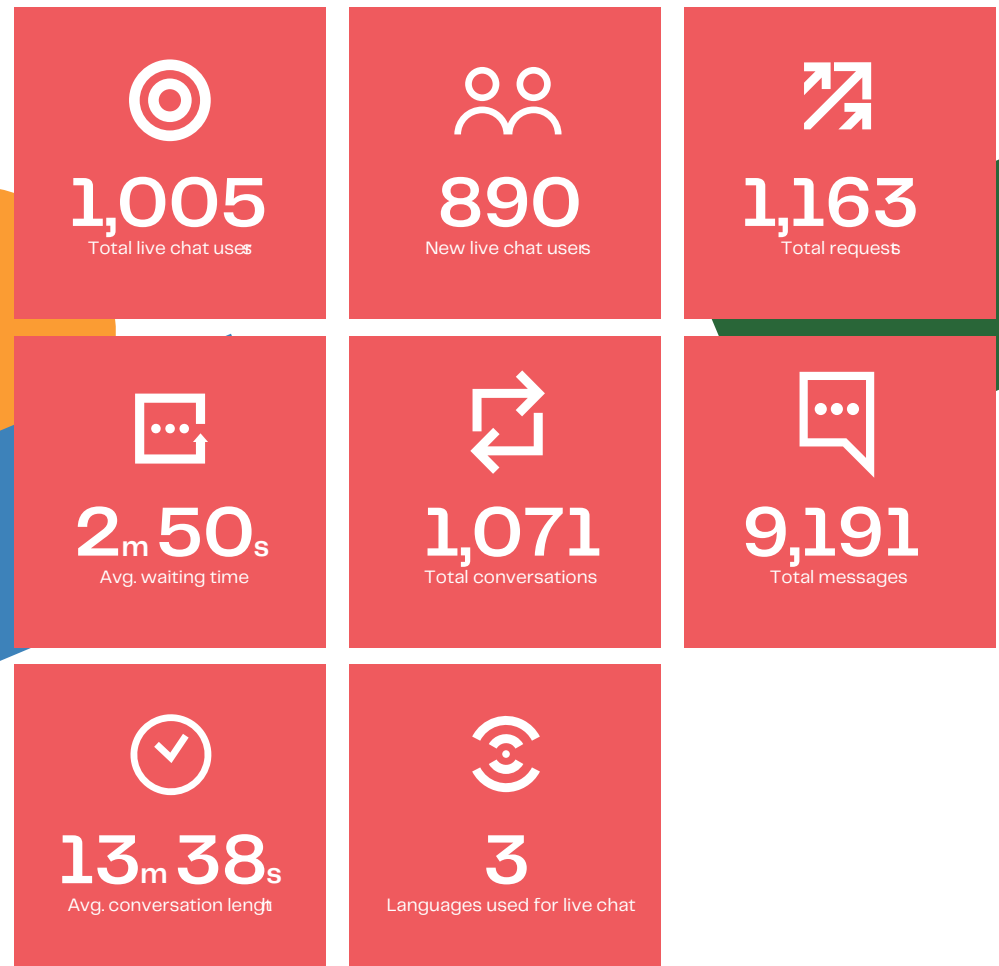 1,005
Total live chat users
890
New live chat users
1,163
Total requests
2m 50s
Avg. waiting time
1,071
Total conversations
9,191
Total messages
13m 38s
Avg. conversation lenght
3
Languages used for live chat